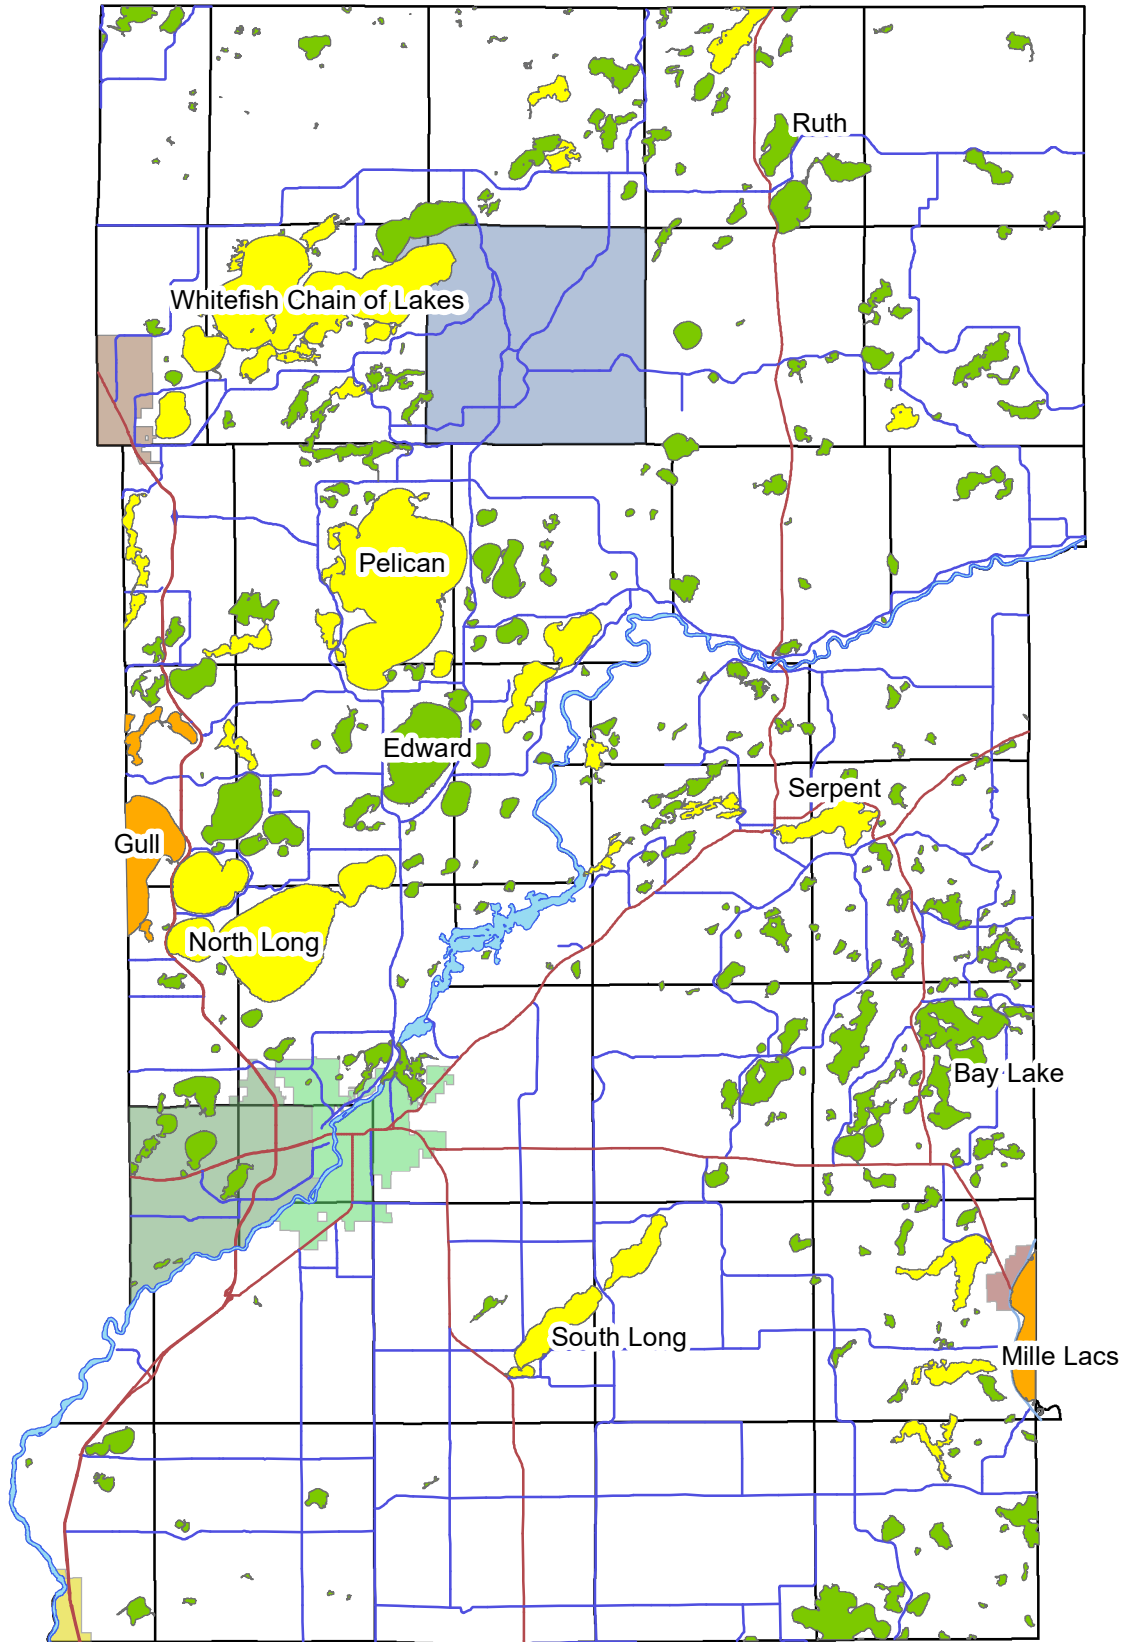 Ruth
Whitefish Chain of Lakes
Pelican
Edward
Serpent
Gull
North Long
Bay Lake
South Long
Mille Lacs